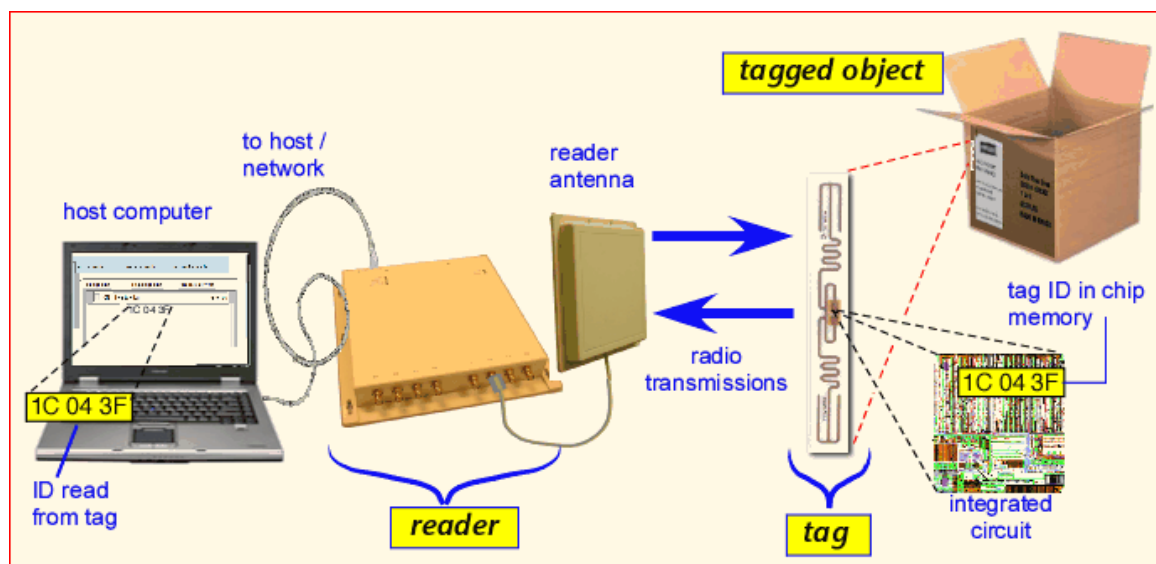 tagged object
to host /
network
reader
antenna
host computer
1C 04 3F
tag ID in chip
memory
radio
transmissions
1C 04 3F
1C 04 3F
ID read
from tag
reader
tag
integrated
circuit